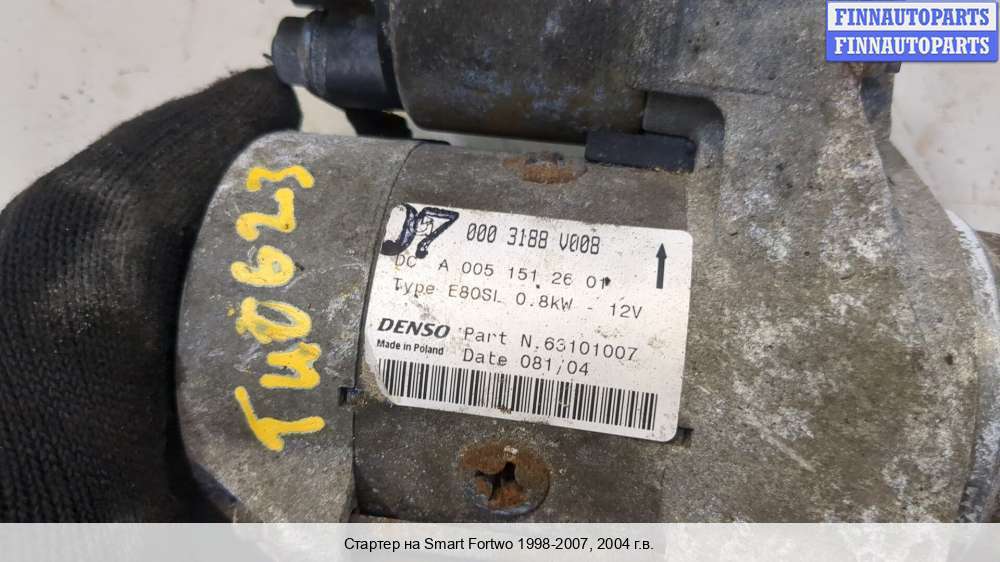 FINNAUTOPARTS
FINNAUTOPARTS
TW0623
07
000 3188 V008
DC A 005 151 26 01
Type E80SL 0.8kW - 12V
DENSO Part N.63101007
Made in Poland Date 081/04
Стартер на Smart Fortwo 1998-2007, 2004 г.в.